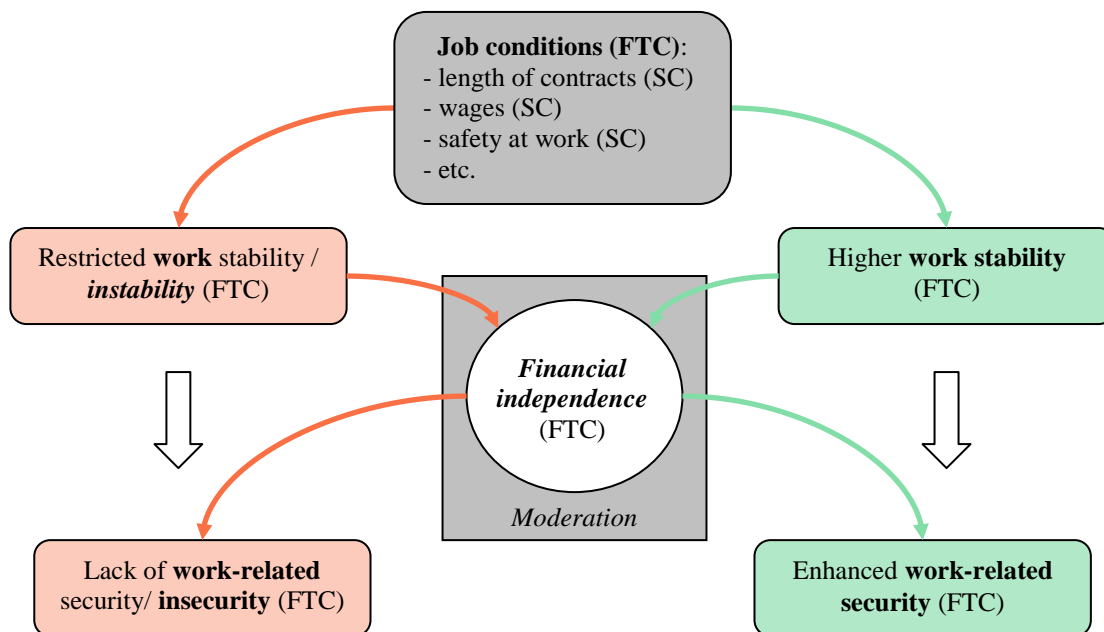 Job conditions (FTC):
- length of contracts (SC)
- wages (SC)
- safety at work (SC)
- etc.
Restricted work stability /
instability (FTC)
Higher work stability
(FTC)
Financial
independence
(FTC)
Moderation
Lack of work-related
security/ insecurity (FTC)
Enhanced work-related
security (FTC)